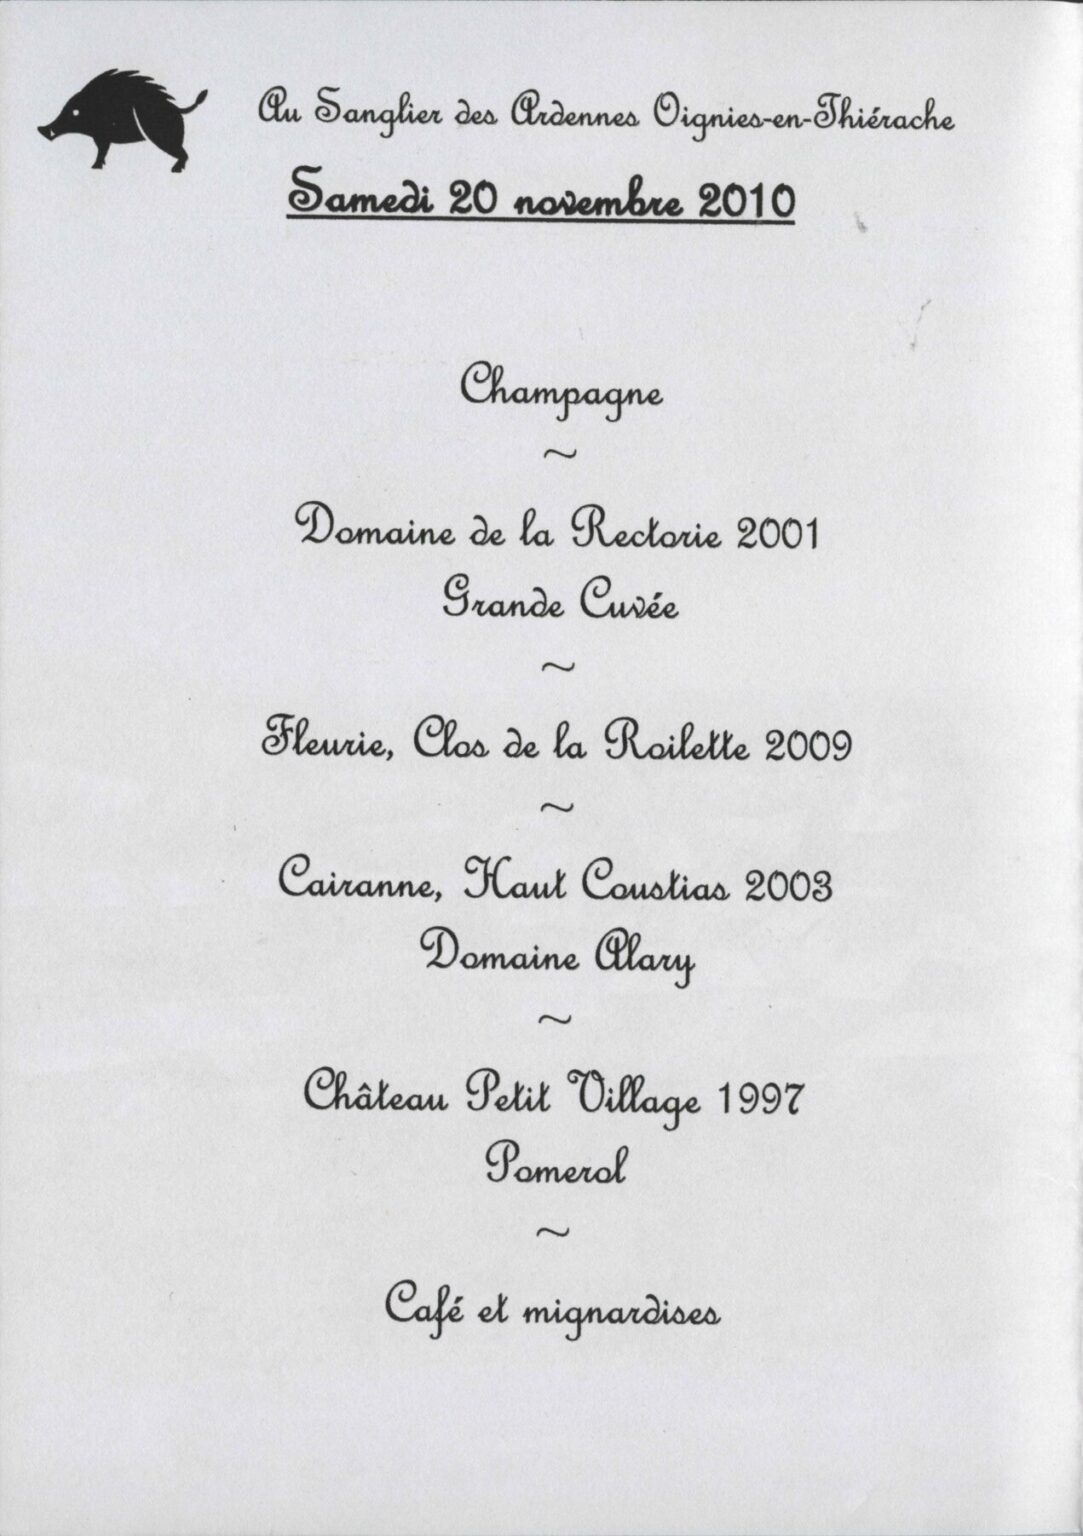 Au Sanglier des Ardennes Oignies-en-Thiérache
Samedi 20 novembre 2010
Champagne
~
Domaine de la Rectorie 2001
Grande Cuvée
~
Fleurie, Clos de la Roilette 2009
~
Cairanne, Haut Coustias 2003
Domaine Alary
~
Château Petit Village 1997
Pomerol
~
Café et mignardises